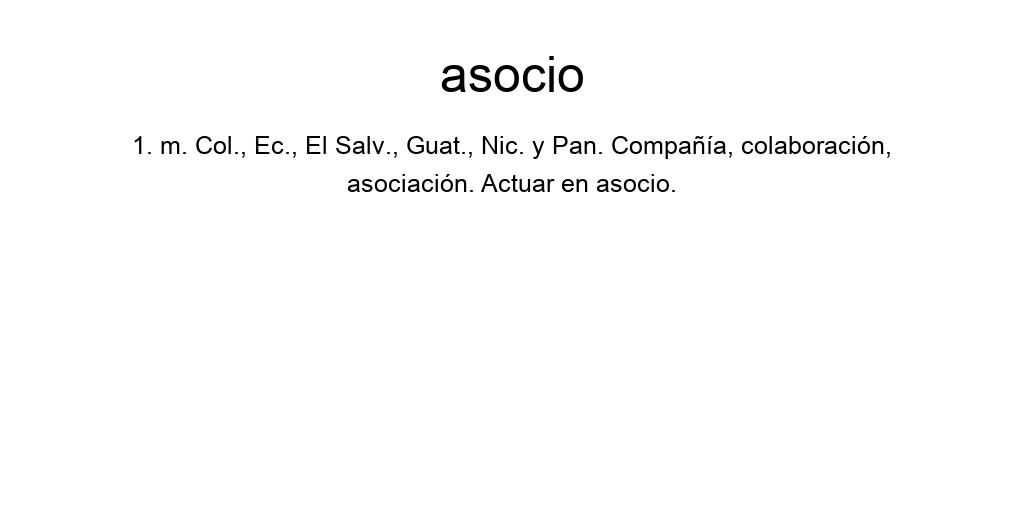 asocio
1. m. Col., Ec., El Salv., Guat., Nic. y Pan. Compañía, colaboración,
asociación. Actuar en asocio.